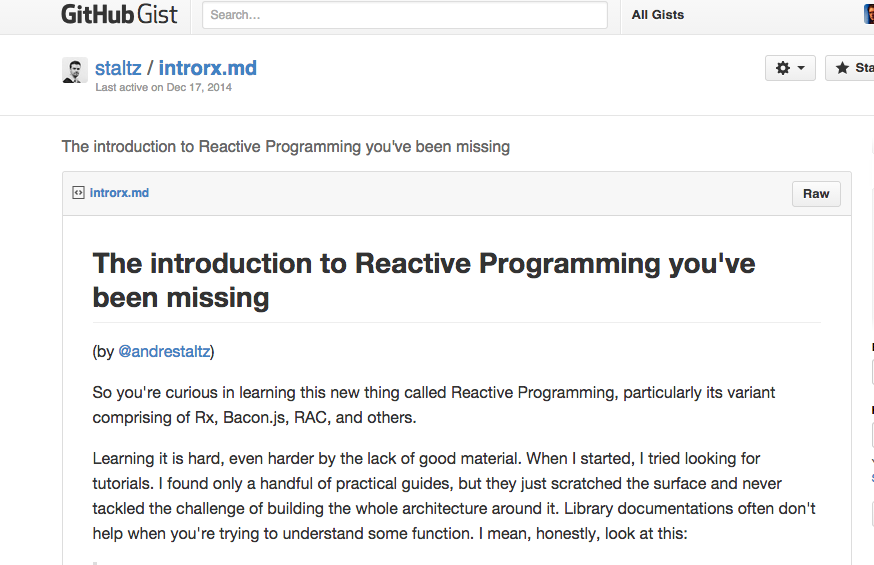 GitHub Gist Search... All Gists
staltz / introrx.md
Last active on Dec 17, 2014
The introduction to Reactive Programming you've been missing
introrx.md Raw
The introduction to Reactive Programming you've
been missing
(by @andrestaltz)
So you're curious in learning this new thing called Reactive Programming, particularly its variant
comprising of Rx, Bacon.js, RAC, and others.
Learning it is hard, even harder by the lack of good material. When I started, I tried looking for
tutorials. I found only a handful of practical guides, but they just scratched the surface and never
tackled the challenge of building the whole architecture around it. Library documentations often don't
help when you're trying to understand some function. I mean, honestly, look at this: